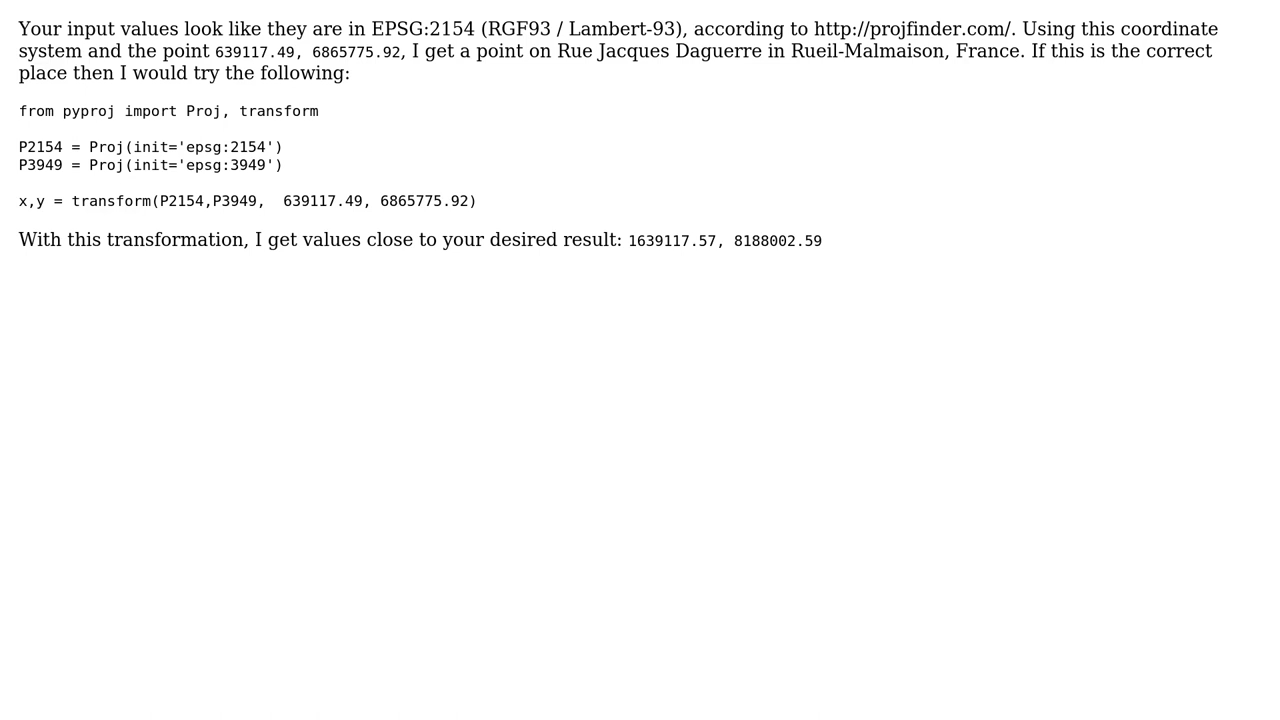 Your input values look like they are in EPSG:2154 (RGF93 / Lambert-93), according to http://projfinder.com/. Using this coordinate
system and the point 639117.49, 6865775.92, I get a point on Rue Jacques Daguerre in Rueil-Malmaison, France. If this is the correct
place then I would try the following:
from pyproj import Proj, transform
P2154 = Proj(init='epsg:2154')
P3949 = Proj(init='epsg:3949')
x,y = transform(P2154,P3949,  639117.49, 6865775.92)
With this transformation, I get values close to your desired result: 1639117.57, 8188002.59